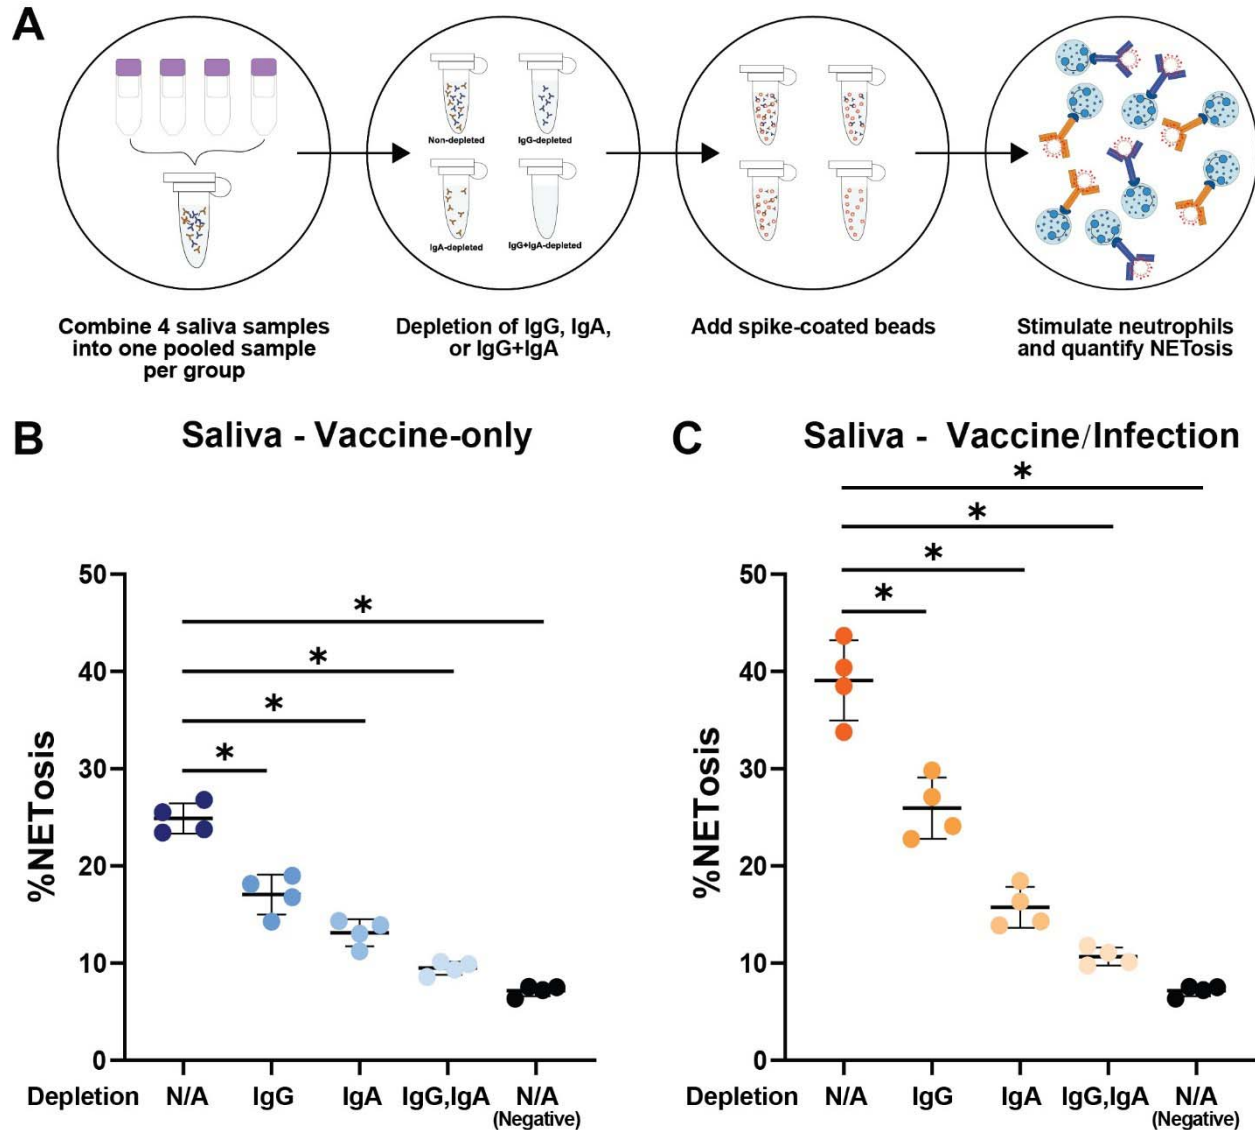 A
Non-depleted
IgG-depleted
IgA-depleted
IgG+IgA-depleted
Combine 4 saliva samples
into one pooled sample
per group
Depletion of IgG, IgA,
or IgG+IgA
Add spike-coated beads
Stimulate neutrophils
and quantify NETosis
B
Saliva - Vaccine-only
*
*
*
*
%NETosis
50
40
30
20
10
0
Depletion
N/A
IgG
IgA
IgG,IgA
N/A
(Negative)
C
Saliva - Vaccine/Infection
*
*
*
*
%NETosis
50
40
30
20
10
0
Depletion
N/A
IgG
IgA
IgG,IgA
N/A
(Negative)